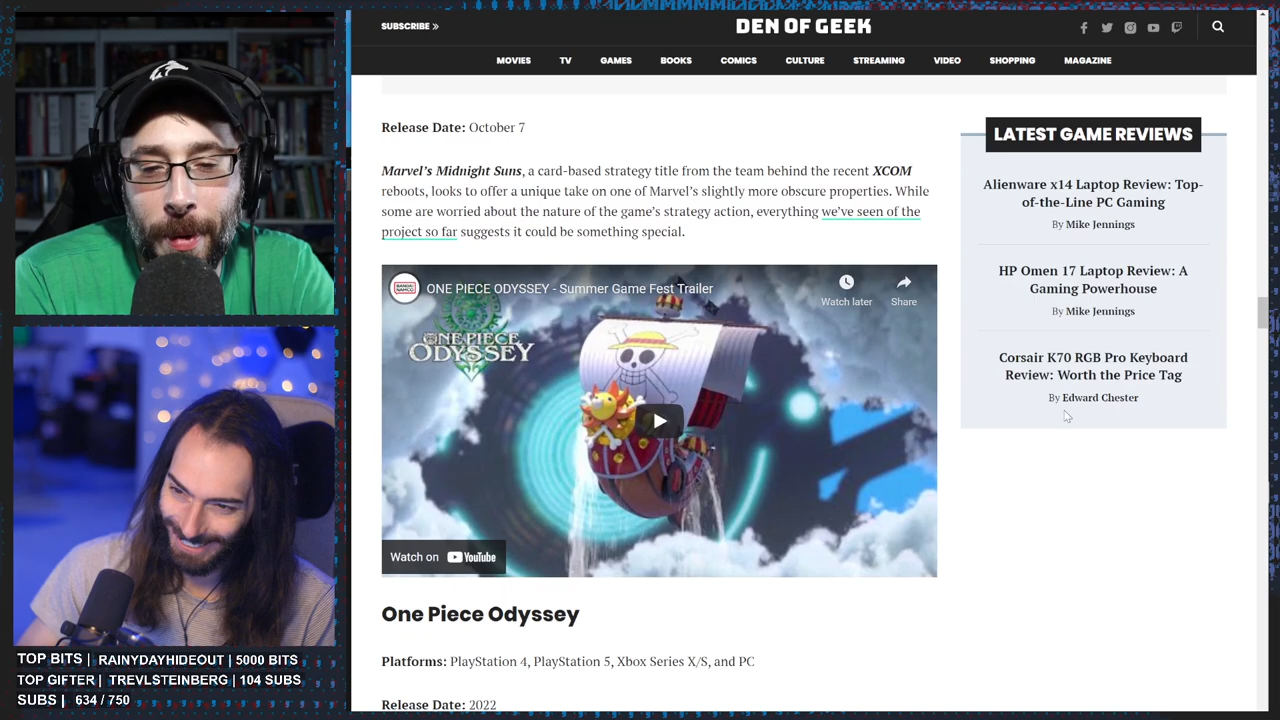 SUBSCRIBE »
DEN OF GEEK
MOVIES TV GAMES BOOKS COMICS CULTURE STREAMING VIDEO SHOPPING MAGAZINE
Release Date: October 7
Marvel's Midnight Suns, a card-based strategy title from the team behind the recent XCOM
reboots, looks to offer a unique take on one of Marvel's slightly more obscure properties. While
some are worried about the nature of the game's strategy action, everything we've seen of the
project so far suggests it could be something special.
BANDAI
NAMCO
ONE PIECE ODYSSEY - Summer Game Fest Trailer
Watch later
Share
ONE PIECE
ODYSSEY
Watch on YouTube
One Piece Odyssey
Platforms: PlayStation 4, PlayStation 5, Xbox Series X/S, and PC
Release Date: 2022
LATEST GAME REVIEWS
Alienware x14 Laptop Review: Top-
of-the-Line PC Gaming
By Mike Jennings
HP Omen 17 Laptop Review: A
Gaming Powerhouse
By Mike Jennings
Corsair K70 RGB Pro Keyboard
Review: Worth the Price Tag
By Edward Chester
TOP BITS | RAINYDAYHIDEOUT | 5000 BITS
TOP GIFTER | TREVLSTEINBERG | 104 SUBS
SUBS | 634 / 750